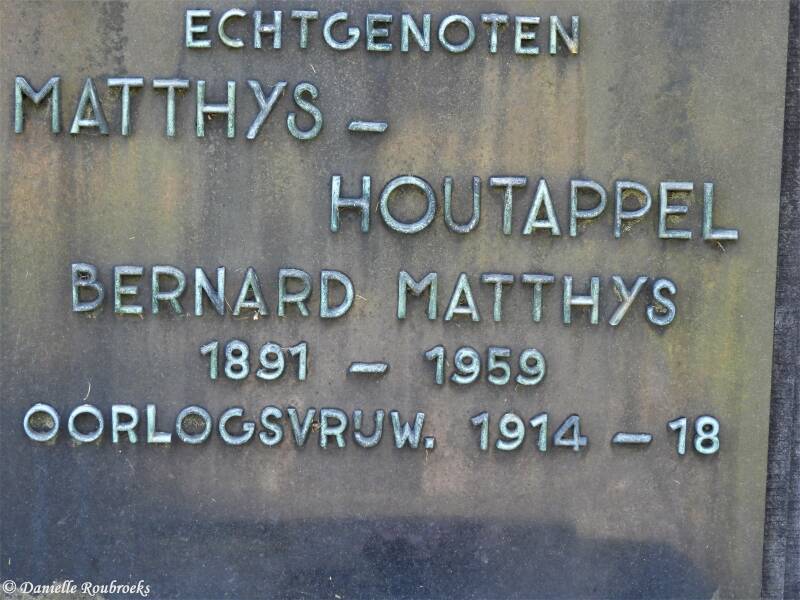 ECHTGENOTEN
MATTHYS –
HOUTAPPEL
BERNARD MATTHYS
1891 – 1959
OORLOGSVRIJW. 1914 – 18
© Danielle Roubroeks